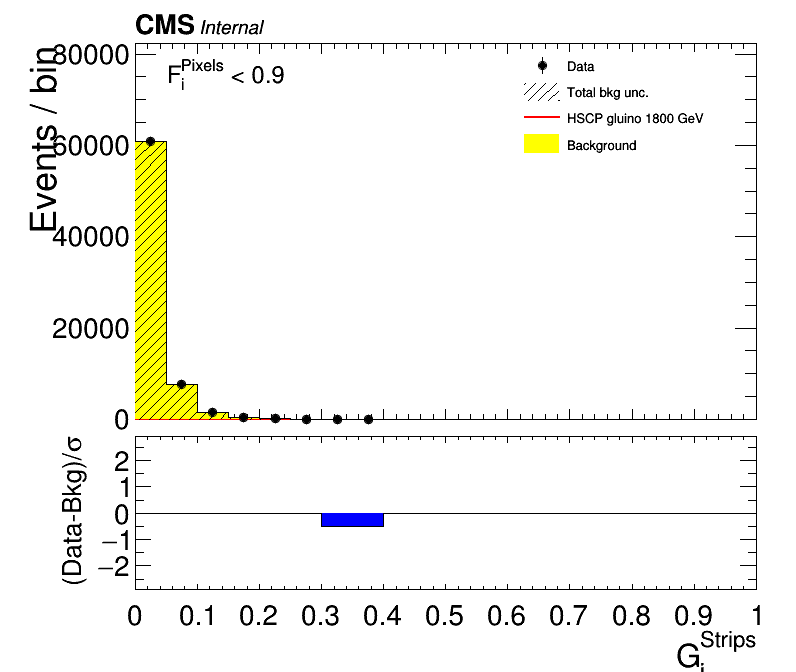 CMS Internal
80000
60000
40000
20000
0
Events / bin
F_i^Pixels < 0.9
Data
Total bkg unc.
HSCP gluino 1800 GeV
Background
(Data-Bkg)/σ
2
1
0
−1
−2
0 0.1 0.2 0.3 0.4 0.5 0.6 0.7 0.8 0.9 1
G_i^Strips